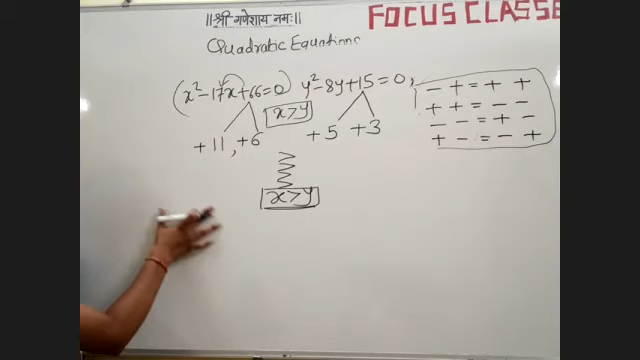 ||श्री गणेशाय नमः||
FOCUS CLASSE
Quadratic Equations
(x² - 17x + 66 = 0) y² - 8y + 15 = 0,
x > y
+11, +6 +5 +3
x > y
- + = + +
+ + = - -
- - = + -
+ - = - +